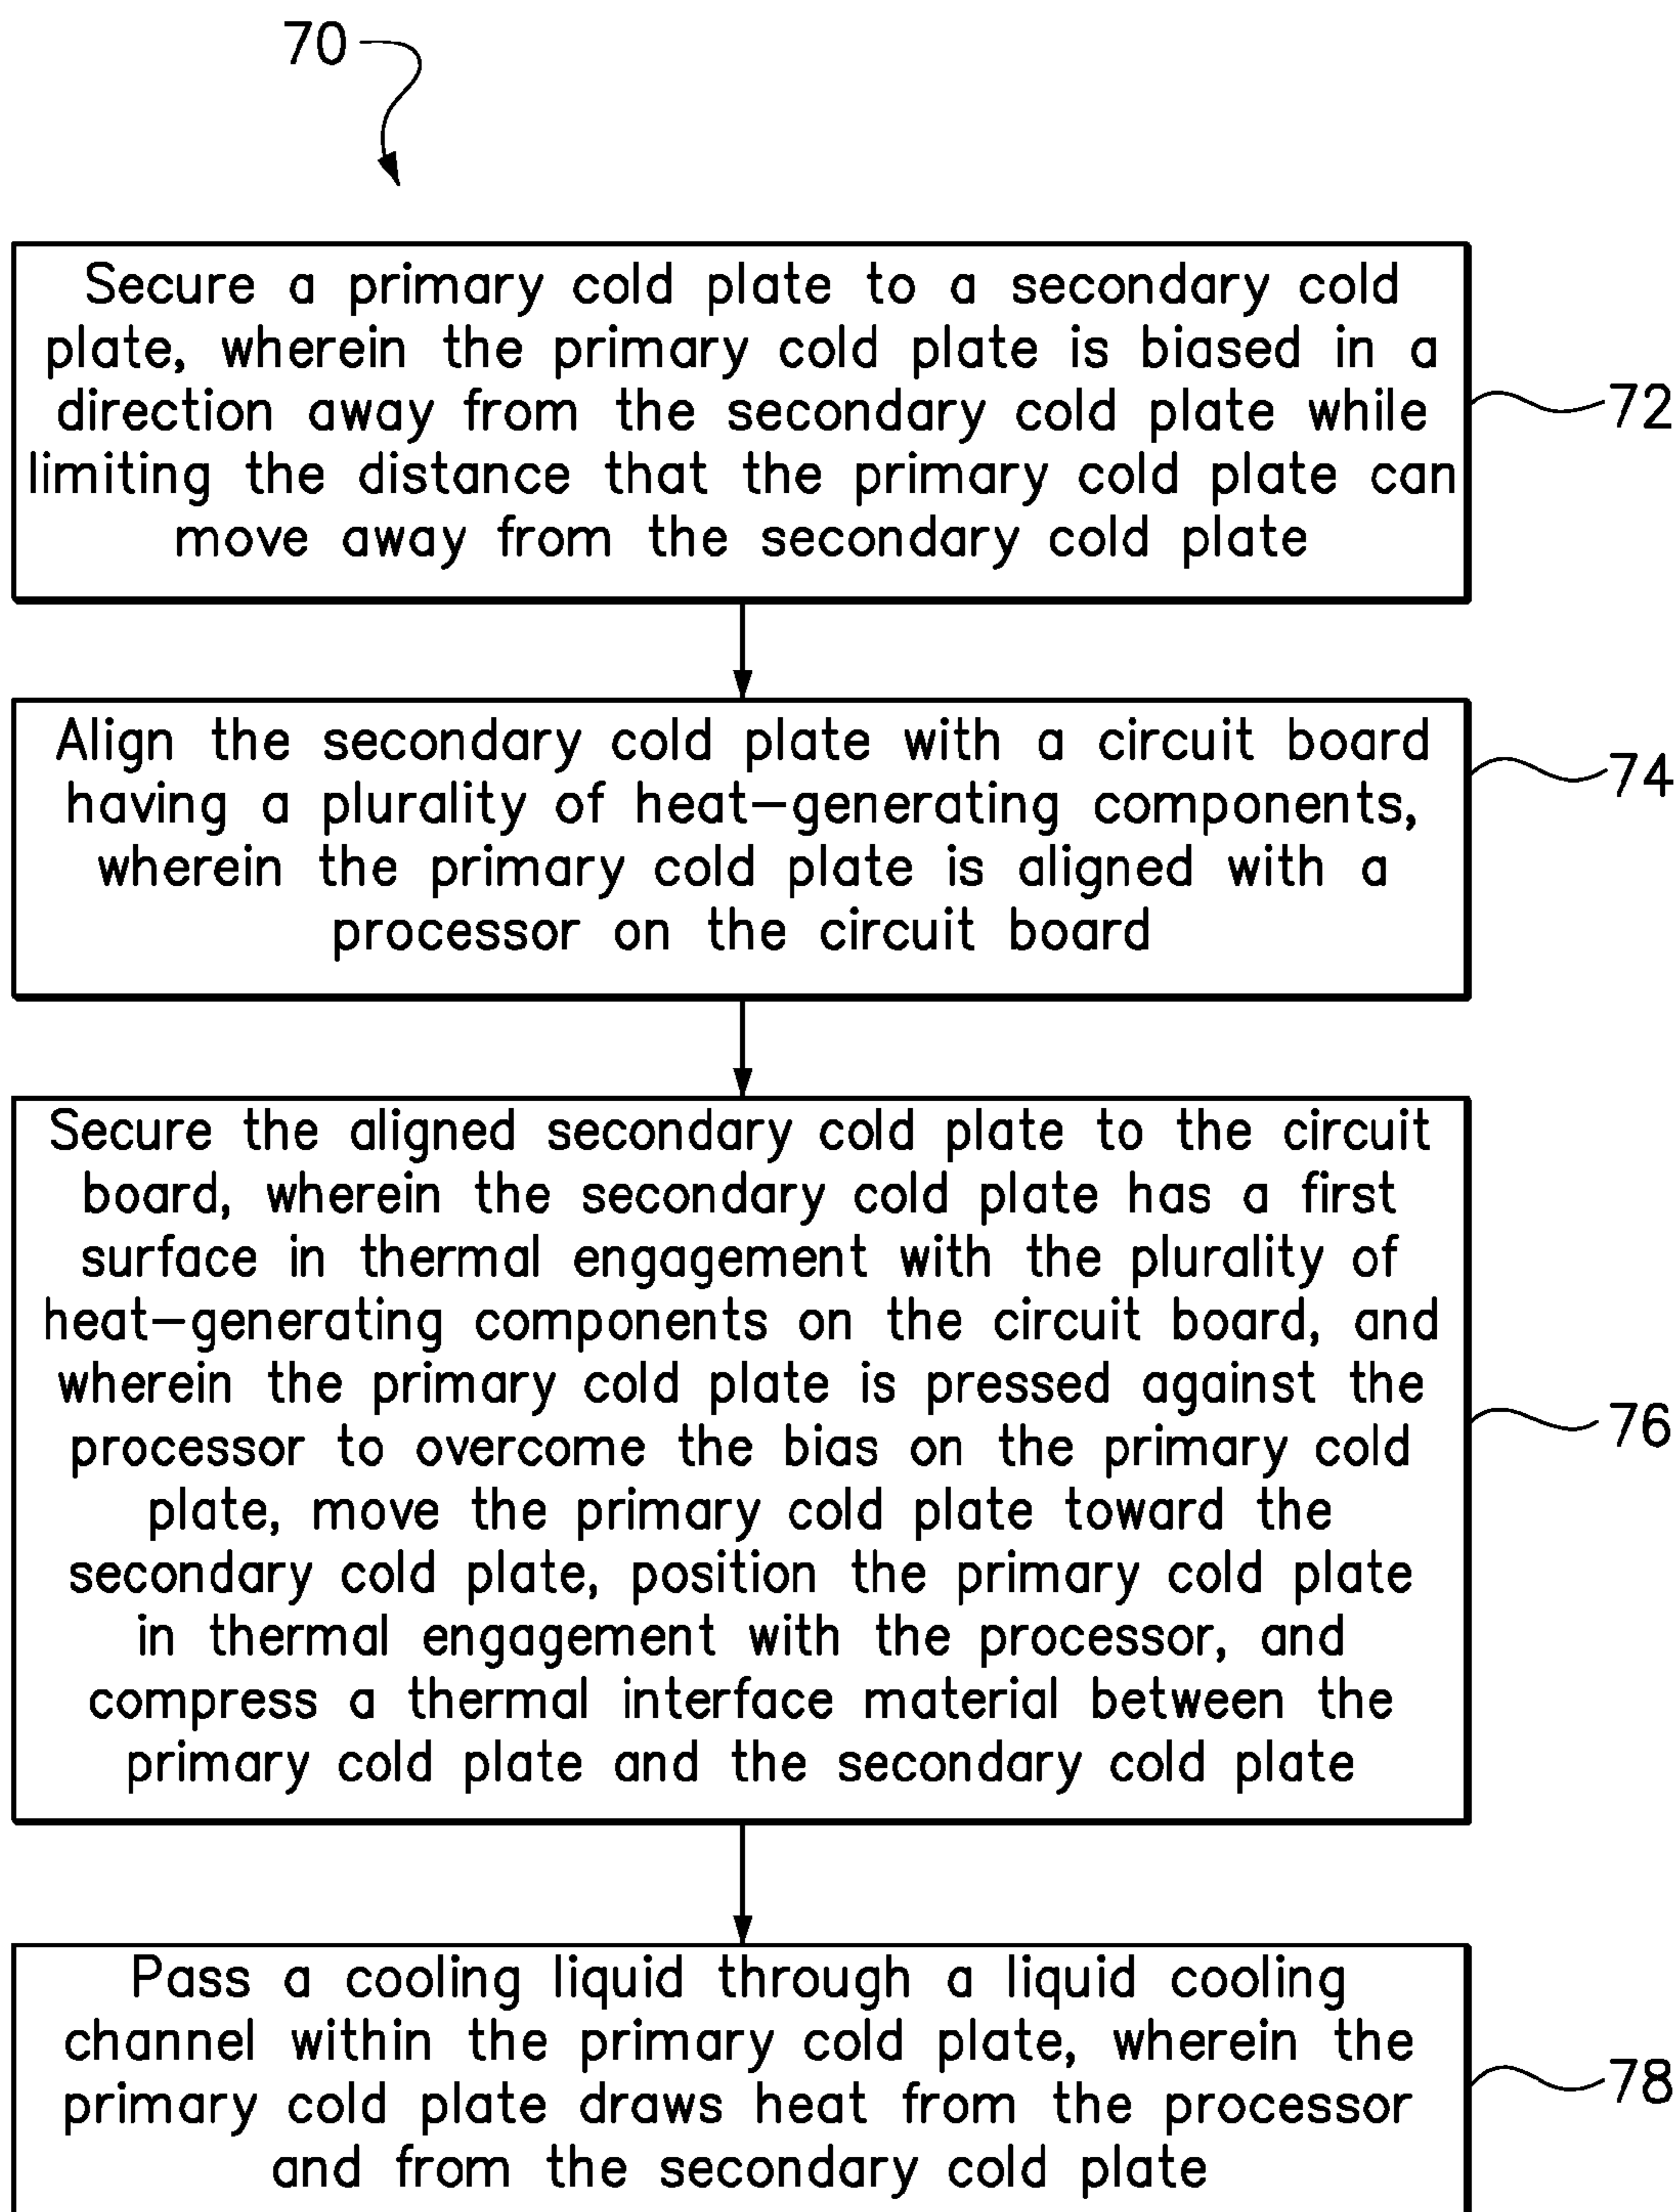 70
Secure a primary cold plate to a secondary cold
plate, wherein the primary cold plate is biased in a
direction away from the secondary cold plate while
limiting the distance that the primary cold plate can
move away from the secondary cold plate
72
Align the secondary cold plate with a circuit board
having a plurality of heat–generating components,
wherein the primary cold plate is aligned with a
processor on the circuit board
74
Secure the aligned secondary cold plate to the circuit
board, wherein the secondary cold plate has a first
surface in thermal engagement with the plurality of
heat–generating components on the circuit board, and
wherein the primary cold plate is pressed against the
processor to overcome the bias on the primary cold
plate, move the primary cold plate toward the
secondary cold plate, position the primary cold plate
in thermal engagement with the processor, and
compress a thermal interface material between the
primary cold plate and the secondary cold plate
76
Pass a cooling liquid through a liquid cooling
channel within the primary cold plate, wherein the
primary cold plate draws heat from the processor
and from the secondary cold plate
78